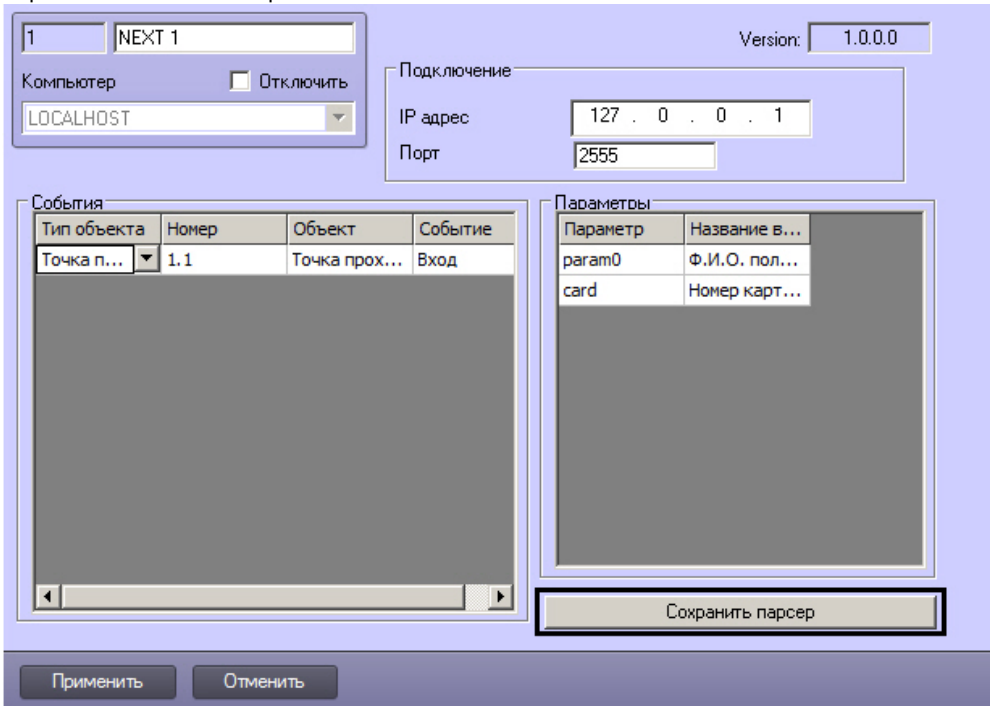 1 NEXT 1
Version: 1.0.0.0
Компьютер Отключить
LOCALHOST
Подключение
IP адрес 127 . 0 . 0 . 1
Порт 2555
События
Тип объекта Номер Объект Событие
Точка п... 1.1 Точка прох... Вход
Параметры
Параметр Название в...
param0 Ф.И.О. пол...
card Номер карт...
Сохранить парсер
Применить Отменить